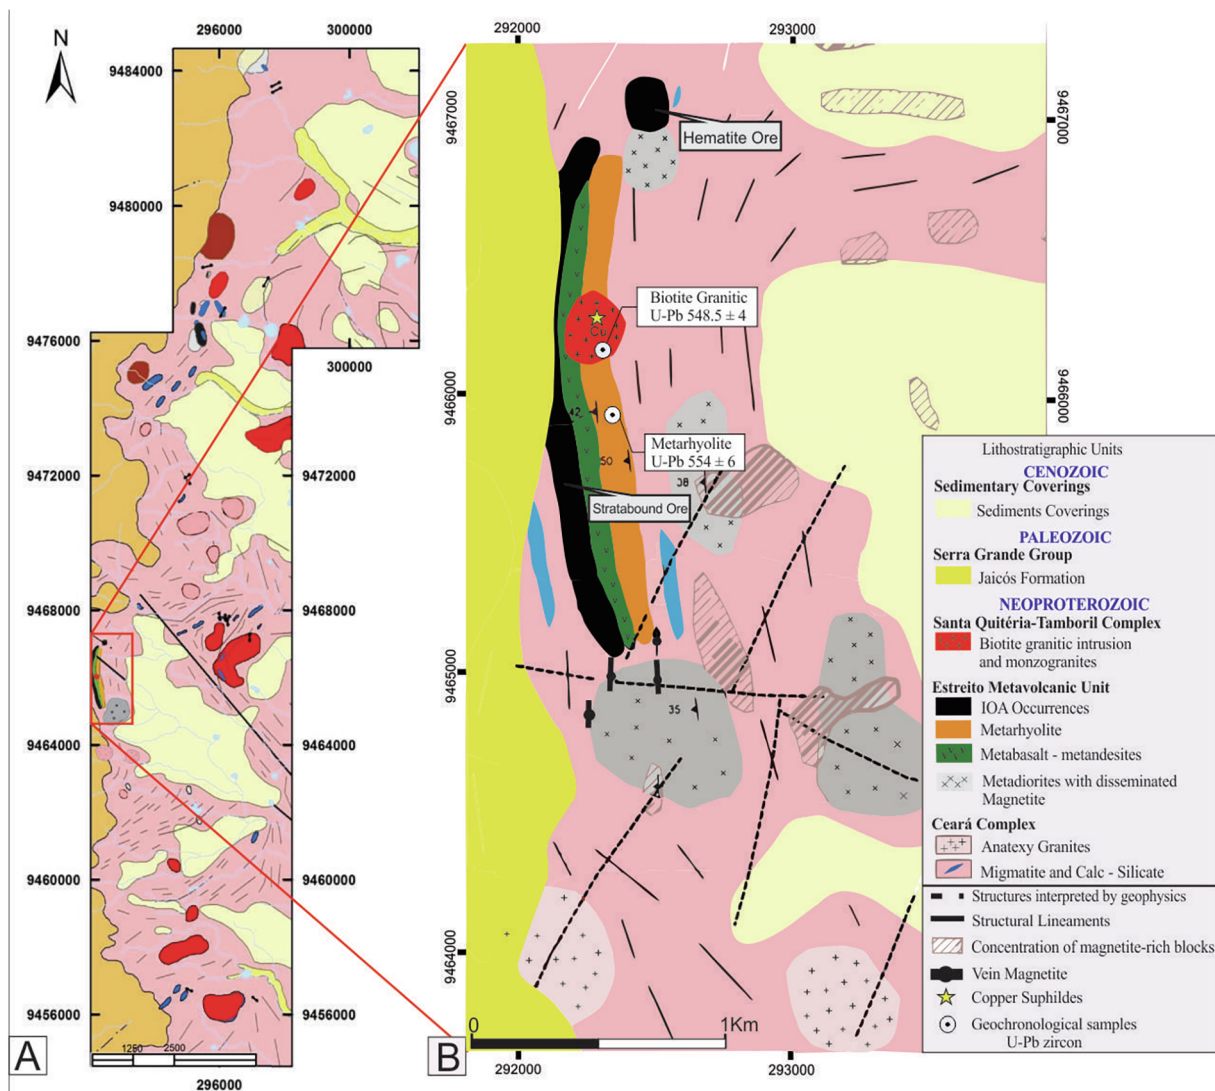 N
296000
300000
9484000
9480000
9476000
300000
9472000
9472000
9468000
9468000
9464000
9464000
9460000
9460000
9456000
9456000
1250
2500
296000
A
292000
293000
9467000
9467000
Hematite Ore
Biotite Granitic
U-Pb 548.5 ± 4
Cu
9466000
9466000
42
Metarhyolite
U-Pb 554 ± 6
50
38
Stratabound Ore
9465000
35
9464000
0
1Km
B
292000
293000
Lithostratigraphic Units
CENOZOIC
Sedimentary Coverings
Sediments Coverings
PALEOZOIC
Serra Grande Group
Jaicós Formation
NEOPROTEROZOIC
Santa Quitéria-Tamboril Complex
Biotite granitic intrusion
and monzogranites
Estreito Metavolcanic Unit
IOA Occurrences
Metarhyolite
Metabasalt - metandesites
Metadiorites with disseminated
Magnetite
Ceará Complex
Anatexy Granites
Migmatite and Calc - Silicate
Structures interpreted by geophysics
Structural Lineaments
Concentration of magnetite-rich blocks
Vein Magnetite
Copper Suphildes
Geochronological samples
U-Pb zircon